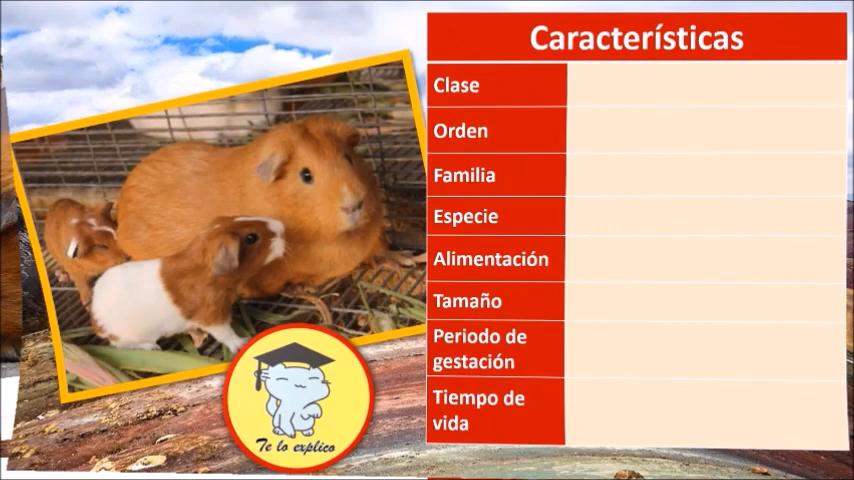 Características
Clase
Orden
Familia
Especie
Alimentación
Tamaño
Periodo de
gestación
Tiempo de
vida
Te lo explico